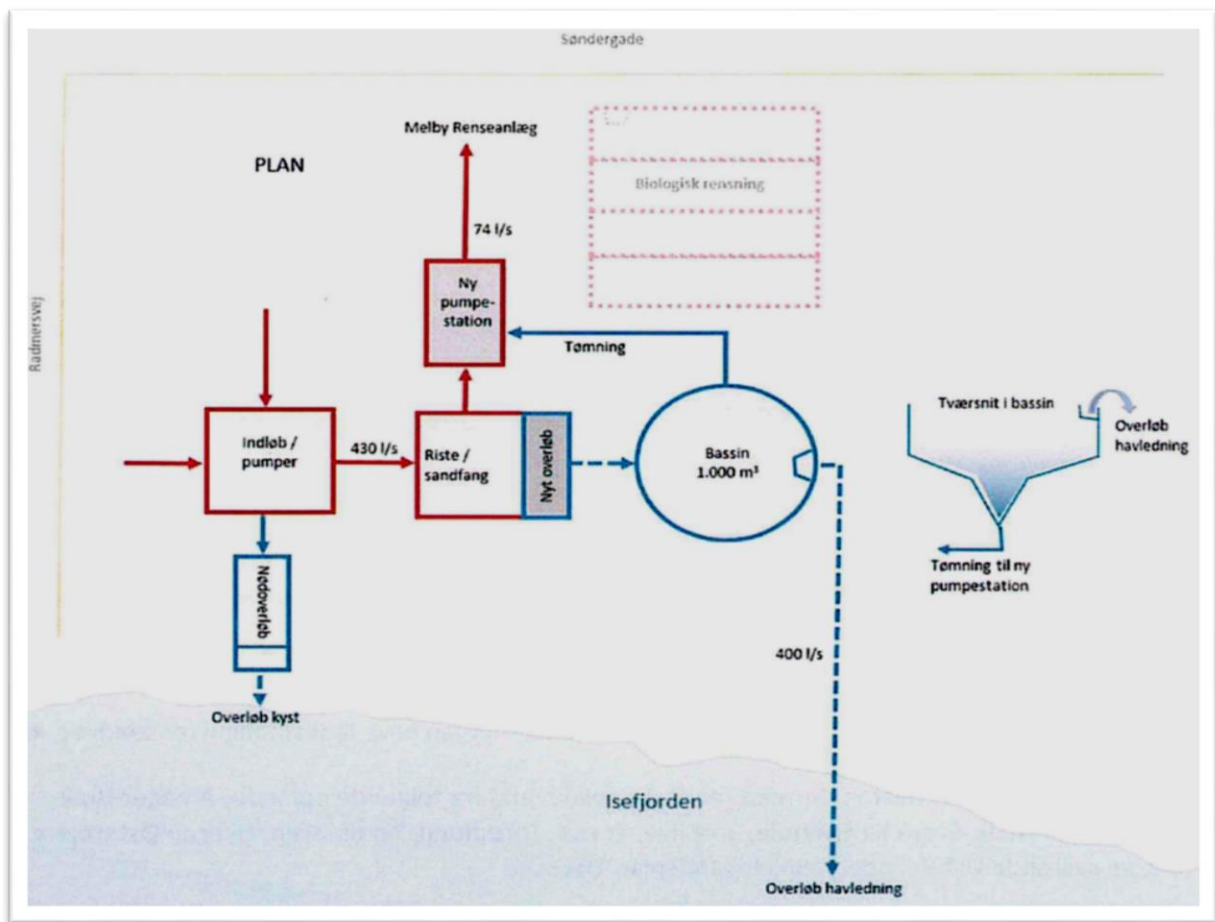 Søndergade
Melby Renseanlæg
PLAN
Biologisk rensning
74 l/s
Ny
pumpe-
station
Tømning
Tværsnit i bassin
Overløb
havledning
Indløb /
pumper
430 l/s
Riste /
sandfang
Nyt overløb
Bassin
1.000 m³
Tømning til ny
pumpestation
Nødoverløb
400 l/s
Overløb kyst
Isefjorden
Overløb havledning